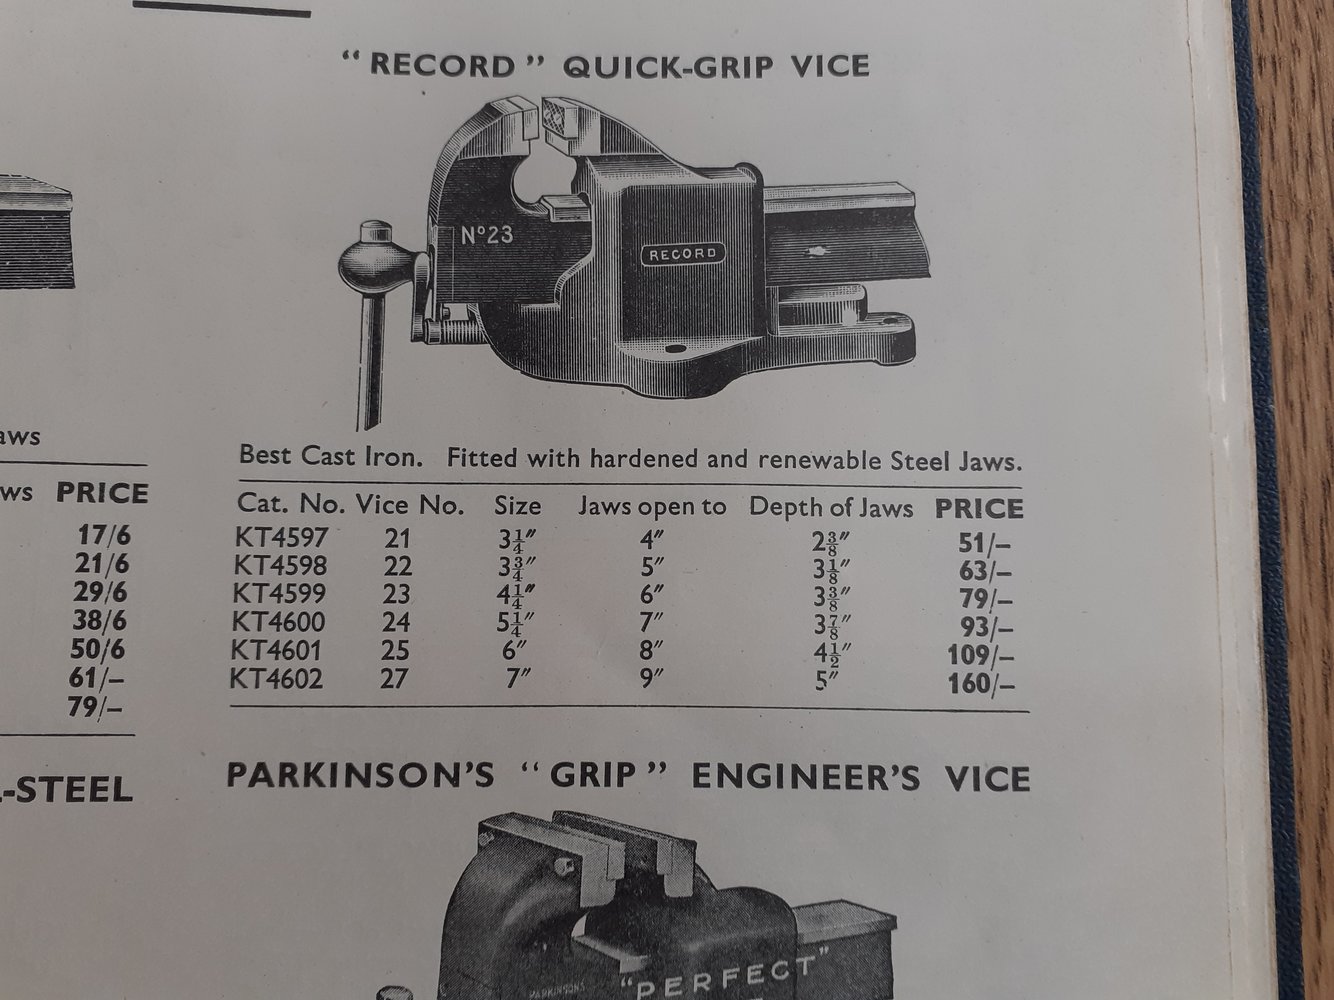 “RECORD” QUICK-GRIP VICE
Nº23
RECORD
Best Cast Iron. Fitted with hardened and renewable Steel Jaws.
Cat. No. Vice No. Size Jaws open to Depth of Jaws PRICE
KT4597 21 3¼″ 4″ 2⅜″ 51/–
KT4598 22 3¾″ 5″ 3⅛″ 63/–
KT4599 23 4¼″ 6″ 3⅜″ 79/–
KT4600 24 5¼″ 7″ 3⅞″ 93/–
KT4601 25 6″ 8″ 4½″ 109/–
KT4602 27 7″ 9″ 5″ 160/–
PARKINSON'S “GRIP” ENGINEER'S VICE
PARKINSON'S
“PERFECT”
aws
ws PRICE
17/6
21/6
29/6
38/6
50/6
61/–
79/–
-STEEL